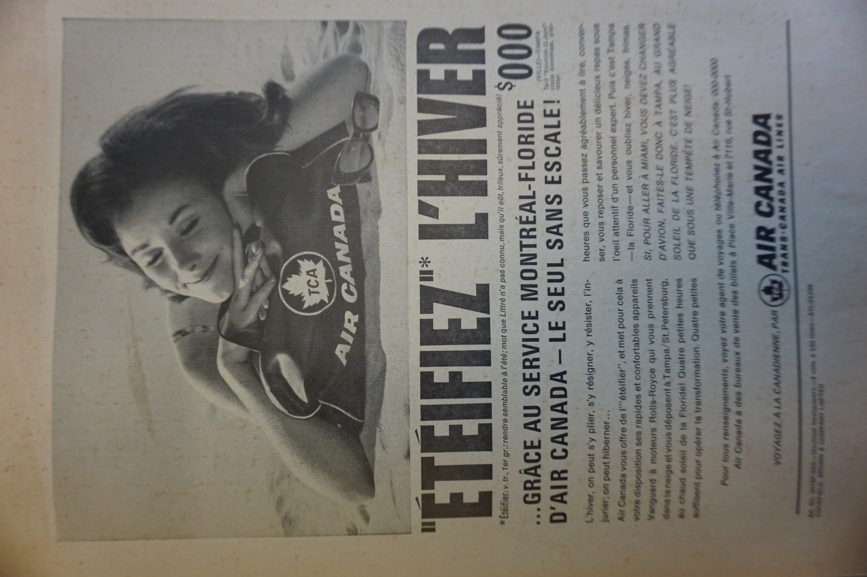 TCA
AIR CANADA
"ÉTÉIFIEZ"* L'HIVER
*Etéifier: v. tr., 1er gr.: rendre semblable à l'été; mot que Littré n'a pas connu, mais qu'il eût, frileux, sûrement apprécié!
...GRÂCE AU SERVICE MONTRÉAL-FLORIDE
D'AIR CANADA — LE SEUL SANS ESCALE!
$000
L'hiver, on peut s'y plier, s'y résigner, y résister, l'in-
jurier; on peut hiberner...
Air Canada vous offre de l'"étéifier", et met pour cela à
votre disposition ses rapides et confortables appareils
Vanguard à moteurs Rolls-Royce qui vous prennent
dans la neige et vous déposent à Tampa/St. Petersburg,
au chaud soleil de la Floride! Quatre petites heures
suffisent pour opérer la transformation. Quatre petites
heures que vous passez agréablement à lire, conver-
ser, vous reposer et savourer un délicieux repas sous
l'oeil attentif d'un personnel expert. Puis c'est Tampa
—la Floride—et vous oubliez hiver, neiges, frimas.
SI, POUR ALLER À MIAMI, VOUS DEVEZ CHANGER
D'AVION, FAITES-LE DONC À TAMPA, AU GRAND
SOLEIL DE LA FLORIDE. C'EST PLUS AGRÉABLE
QUE SOUS UNE TEMPÊTE DE NEIGE!
Pour tous renseignements, voyez votre agent de voyages ou téléphonez à Air Canada: 000-0000.
Air Canada a des bureaux de vente des billets à Place Ville-Marie et 7116, rue St-Hubert
VOYAGEZ À LA CANADIENNE, PAR
AIR CANADA
TRANS-CANADA AIR LINES